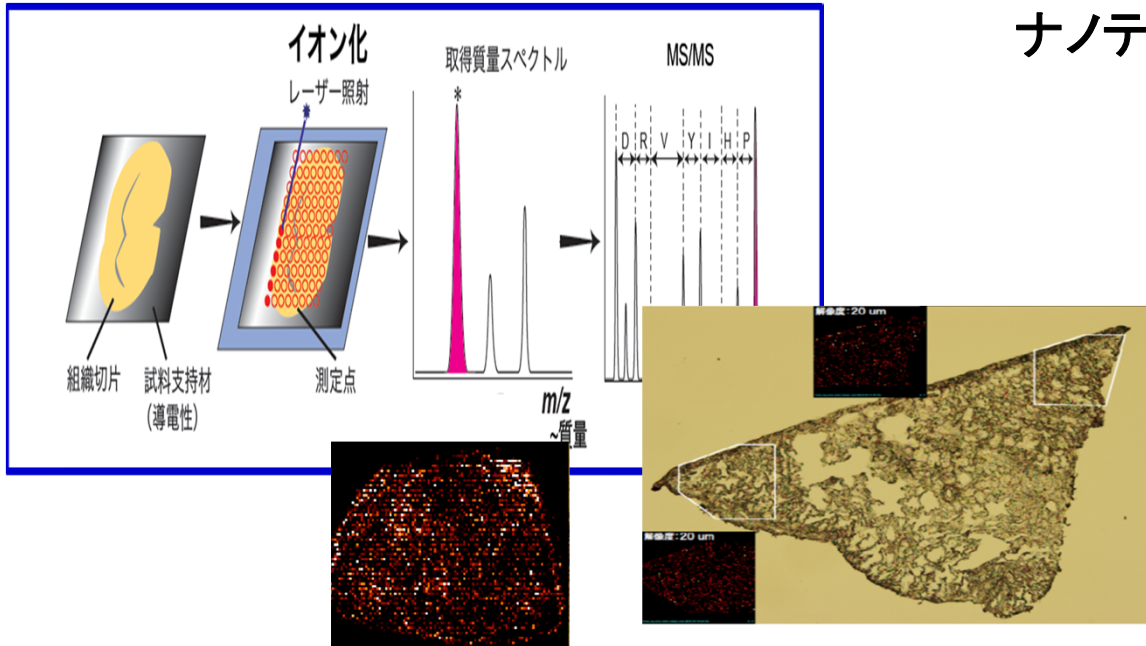 ナノテ
イオン化
レーザー照射
取得質量スペクトル
MS/MS
*
D R V Y I H P
組織切片
試料支持材
(導電性)
測定点
m/z
~質量
解像度:20 um
解像度:20 um